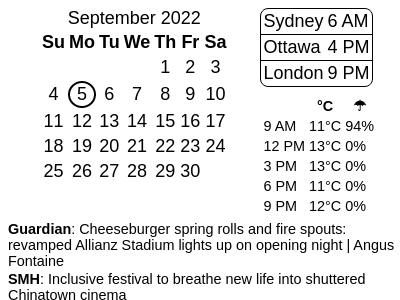 September 2022
Su Mo Tu We Th Fr Sa
1 2 3
4 5 6 7 8 9 10
11 12 13 14 15 16 17
18 19 20 21 22 23 24
25 26 27 28 29 30
Sydney 6 AM
Ottawa 4 PM
London 9 PM
°C ☂
9 AM 11°C 94%
12 PM 13°C 0%
3 PM 13°C 0%
6 PM 11°C 0%
9 PM 12°C 0%
Guardian: Cheeseburger spring rolls and fire spouts:
revamped Allianz Stadium lights up on opening night | Angus
Fontaine
SMH: Inclusive festival to breathe new life into shuttered
Chinatown cinema